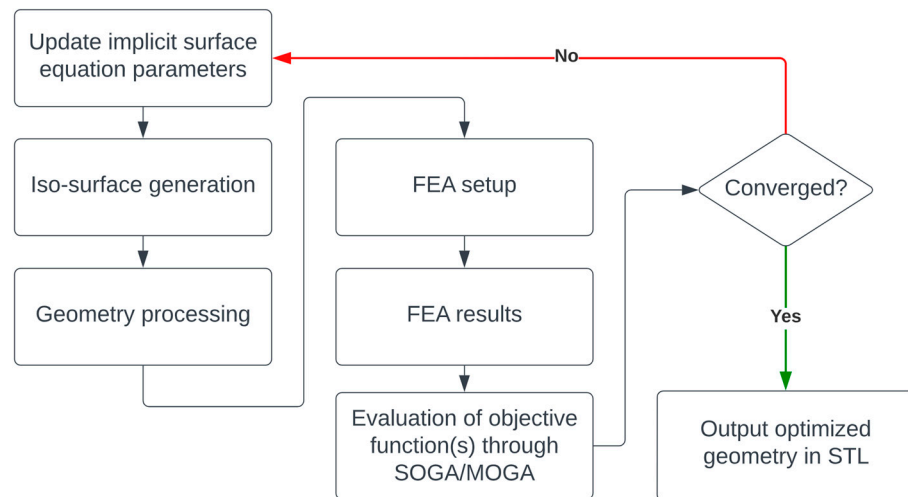 Update implicit surface
equation parameters
Iso-surface generation
Geometry processing
FEA setup
FEA results
Evaluation of objective
function(s) through
SOGA/MOGA
Converged?
No
Yes
Output optimized
geometry in STL